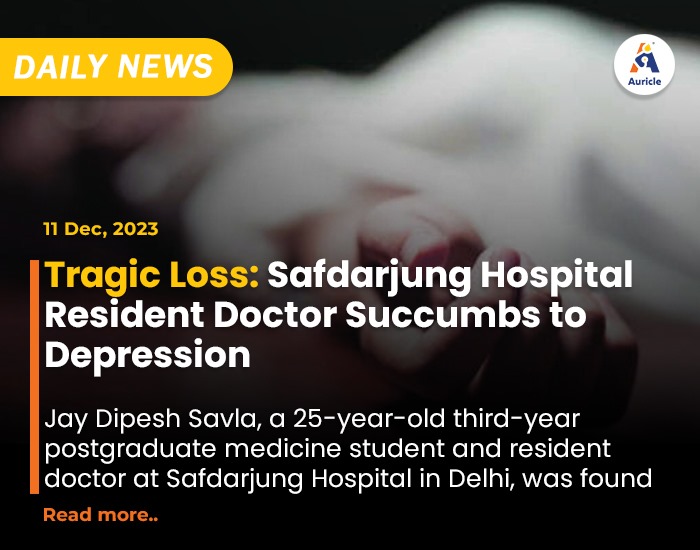 DAILY NEWS
Auricle
11 Dec, 2023
Tragic Loss: Safdarjung Hospital
Resident Doctor Succumbs to
Depression
Jay Dipesh Savla, a 25-year-old third-year
postgraduate medicine student and resident
doctor at Safdarjung Hospital in Delhi, was found
Read more..